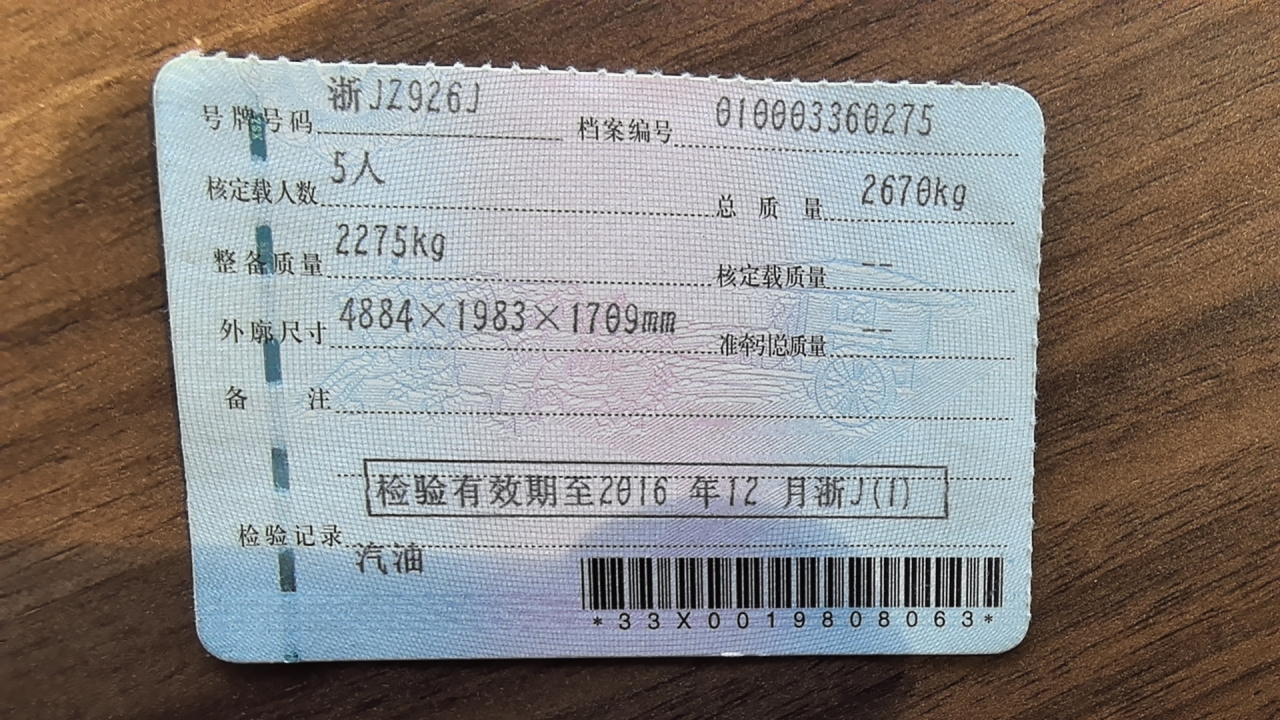 号牌号码 浙JZ926J 档案编号 010003360275
核定载人数 5人 总质量 2670kg
整备质量 2275kg 核定载质量 --
外廓尺寸 4884×1983×1709mm 准牵引总质量 --
备注
检验有效期至2016 年12 月浙J(1)
检验记录
汽油
*33X0019808063*